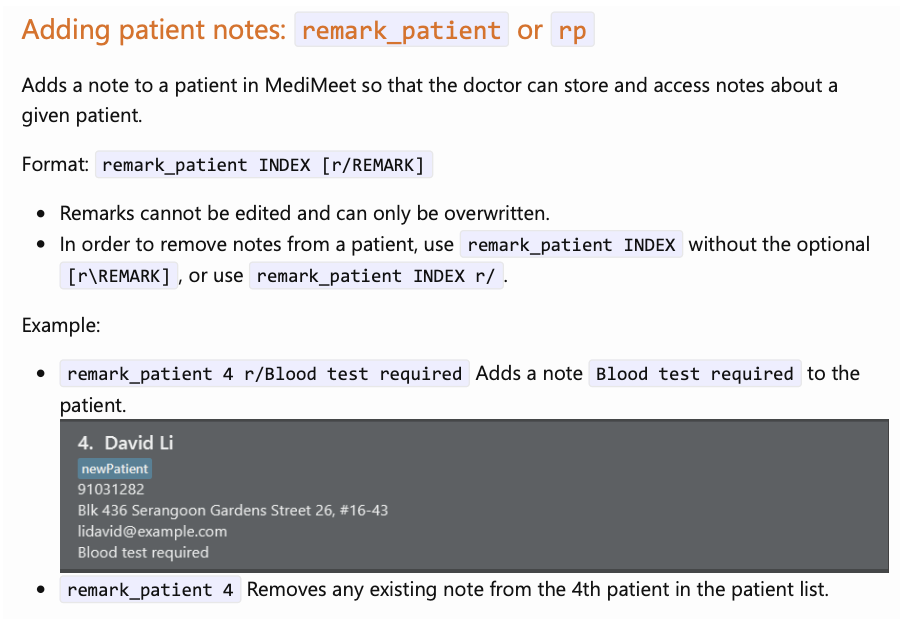 Adding patient notes: remark_patient or rp
Adds a note to a patient in MediMeet so that the doctor can store and access notes about a
given patient.
Format: remark_patient INDEX [r/REMARK]
• Remarks cannot be edited and can only be overwritten.
• In order to remove notes from a patient, use remark_patient INDEX without the optional
[r\REMARK] , or use remark_patient INDEX r/ .
Example:
• remark_patient 4 r/Blood test required Adds a note Blood test required to the
patient.
4. David Li
newPatient
91031282
Blk 436 Serangoon Gardens Street 26, #16-43
lidavid@example.com
Blood test required
• remark_patient 4 Removes any existing note from the 4th patient in the patient list.